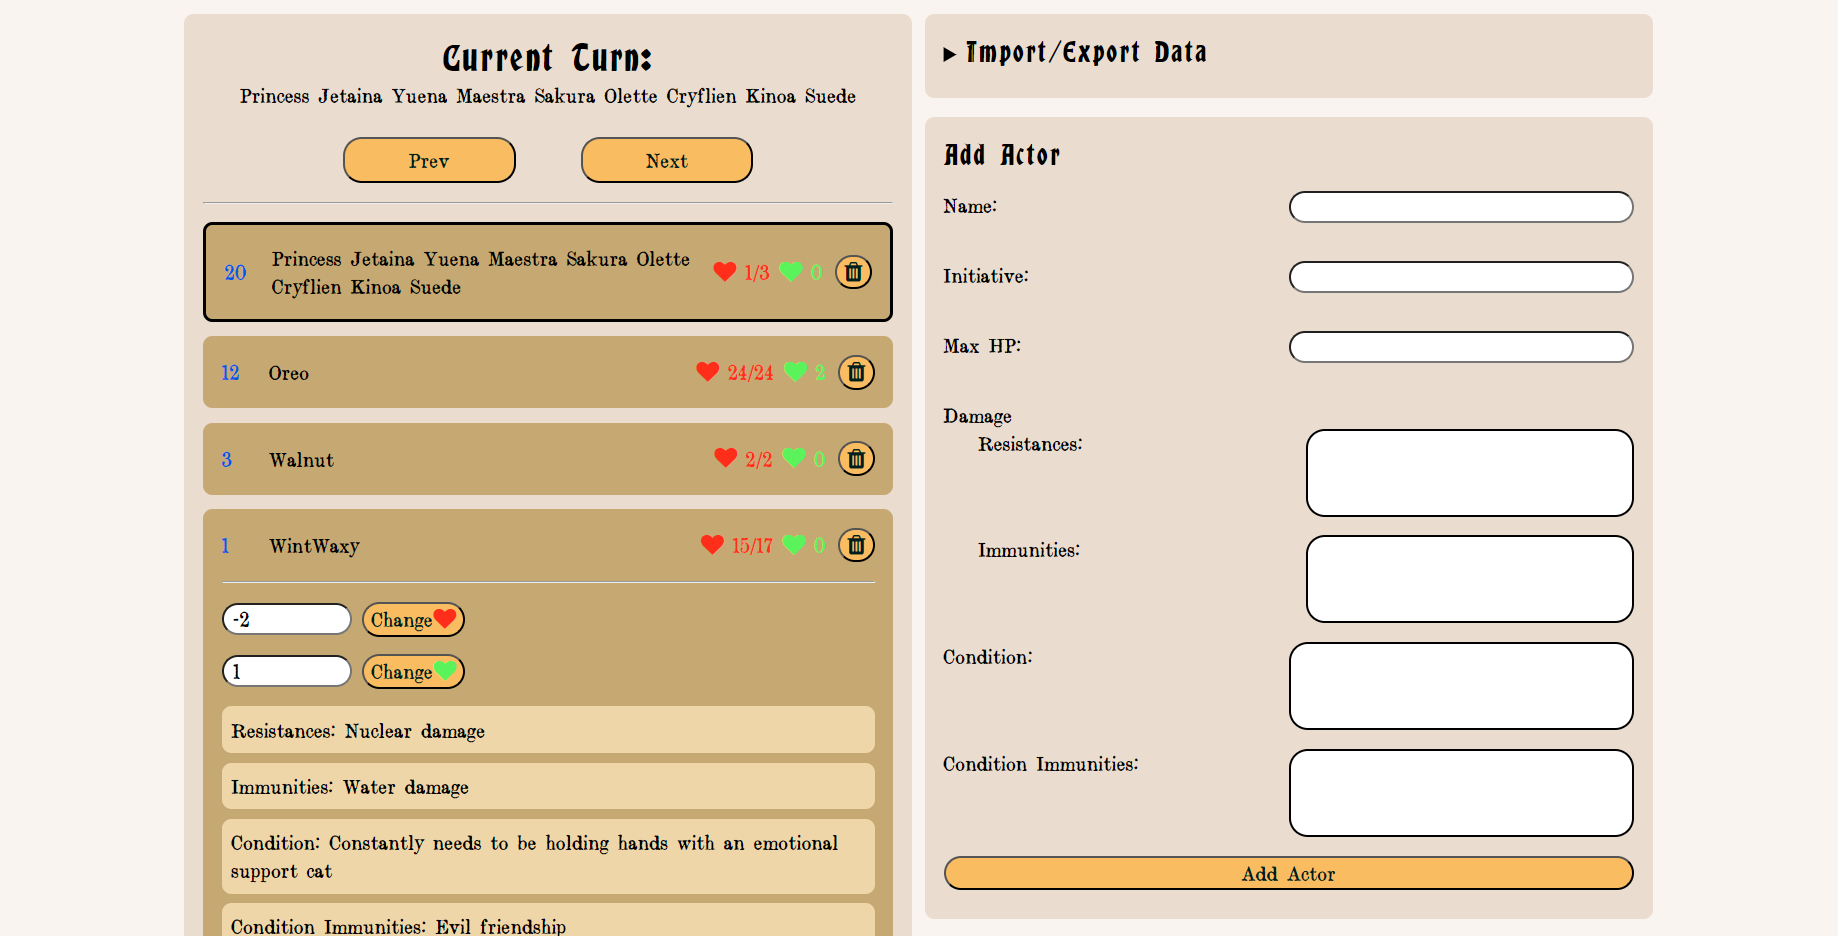 Current Turn:
Princess Jetaina Yuena Maestra Sakura Olette Cryflien Kinoa Suede
Prev
Next
20
Princess Jetaina Yuena Maestra Sakura Olette
Cryflien Kinoa Suede
1/3
0
12
Oreo
24/24
2
3
Walnut
2/2
0
1
WintWaxy
15/17
0
-2
Change
1
Change
Resistances: Nuclear damage
Immunities: Water damage
Condition: Constantly needs to be holding hands with an emotional
support cat
Condition Immunities: Evil friendship
Import/Export Data
Add Actor
Name:
Initiative:
Max HP:
Damage
Resistances:
Immunities:
Condition:
Condition Immunities:
Add Actor